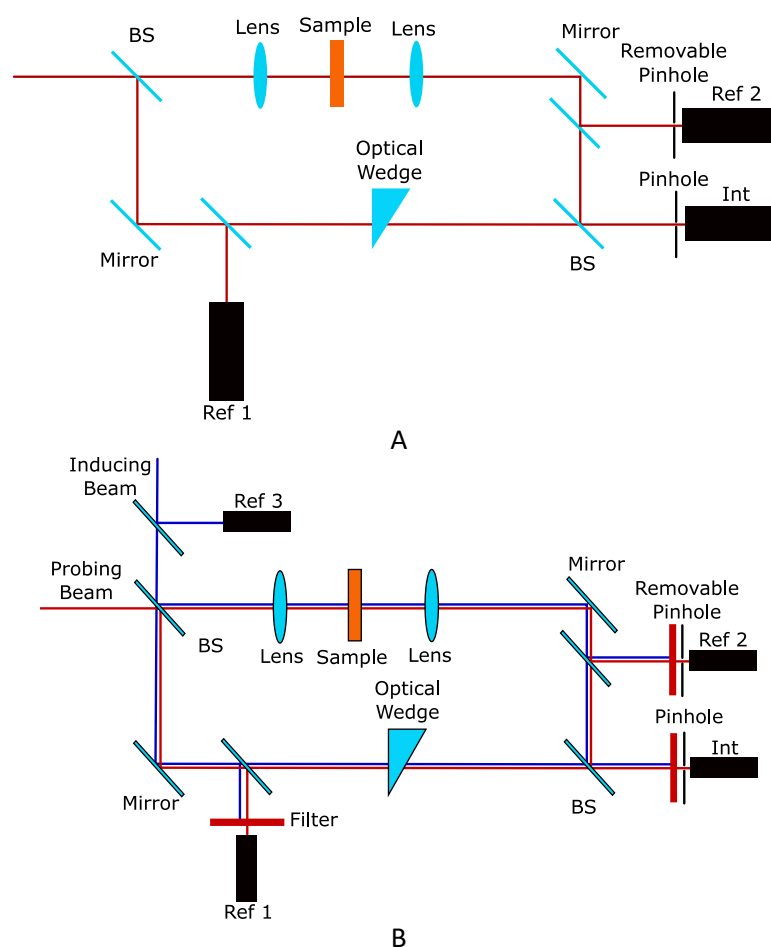 BS
Lens
Sample
Lens
Mirror
Removable
Pinhole
Ref 2
Optical
Wedge
Pinhole
Int
Mirror
BS
Ref 1
A
Inducing
Beam
Ref 3
Probing
Beam
Mirror
Removable
Pinhole
Ref 2
BS
Lens
Sample
Lens
Optical
Wedge
Pinhole
Int
Mirror
BS
Filter
Ref 1
B